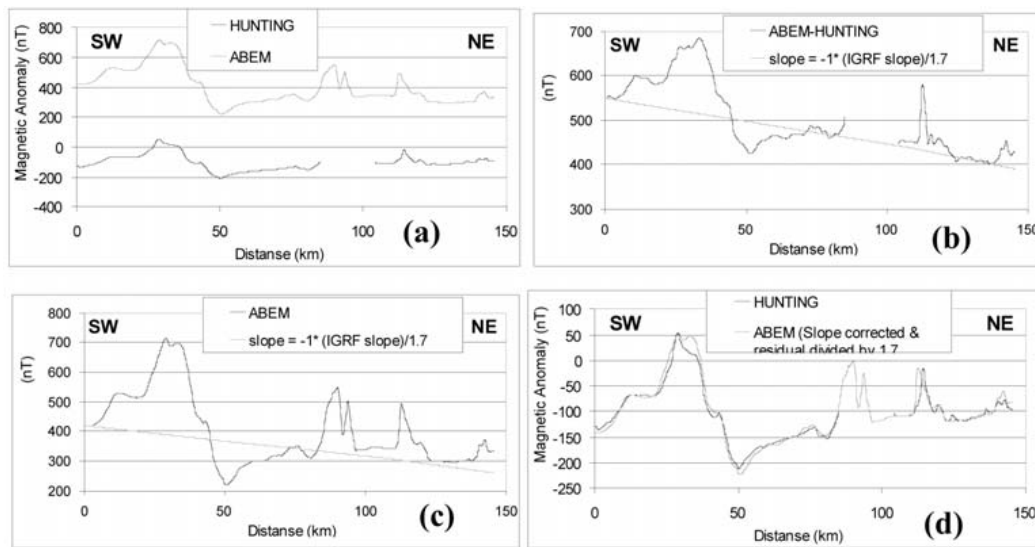 800
600
400
200
0
-200
-400
Magnetic Anomaly (nT)
SW
HUNTING
ABEM
NE
(a)
0
50
100
150
Distanse (km)
700
600
500
400
300
(nT)
SW
ABEM-HUNTING
slope = -1* (IGRF slope)/1.7
NE
(b)
0
50
100
150
Distanse (km)
800
700
600
500
400
300
200
(nT)
SW
ABEM
slope = -1* (IGRF slope)/1.7
NE
(c)
0
50
100
150
Distanse (km)
100
50
0
-50
-100
-150
-200
-250
Magnetic Anomaly (nT)
SW
HUNTING
ABEM (Slope corrected &
residual divided by 1.7
NE
(d)
0
50
100
150
Distanse (km)